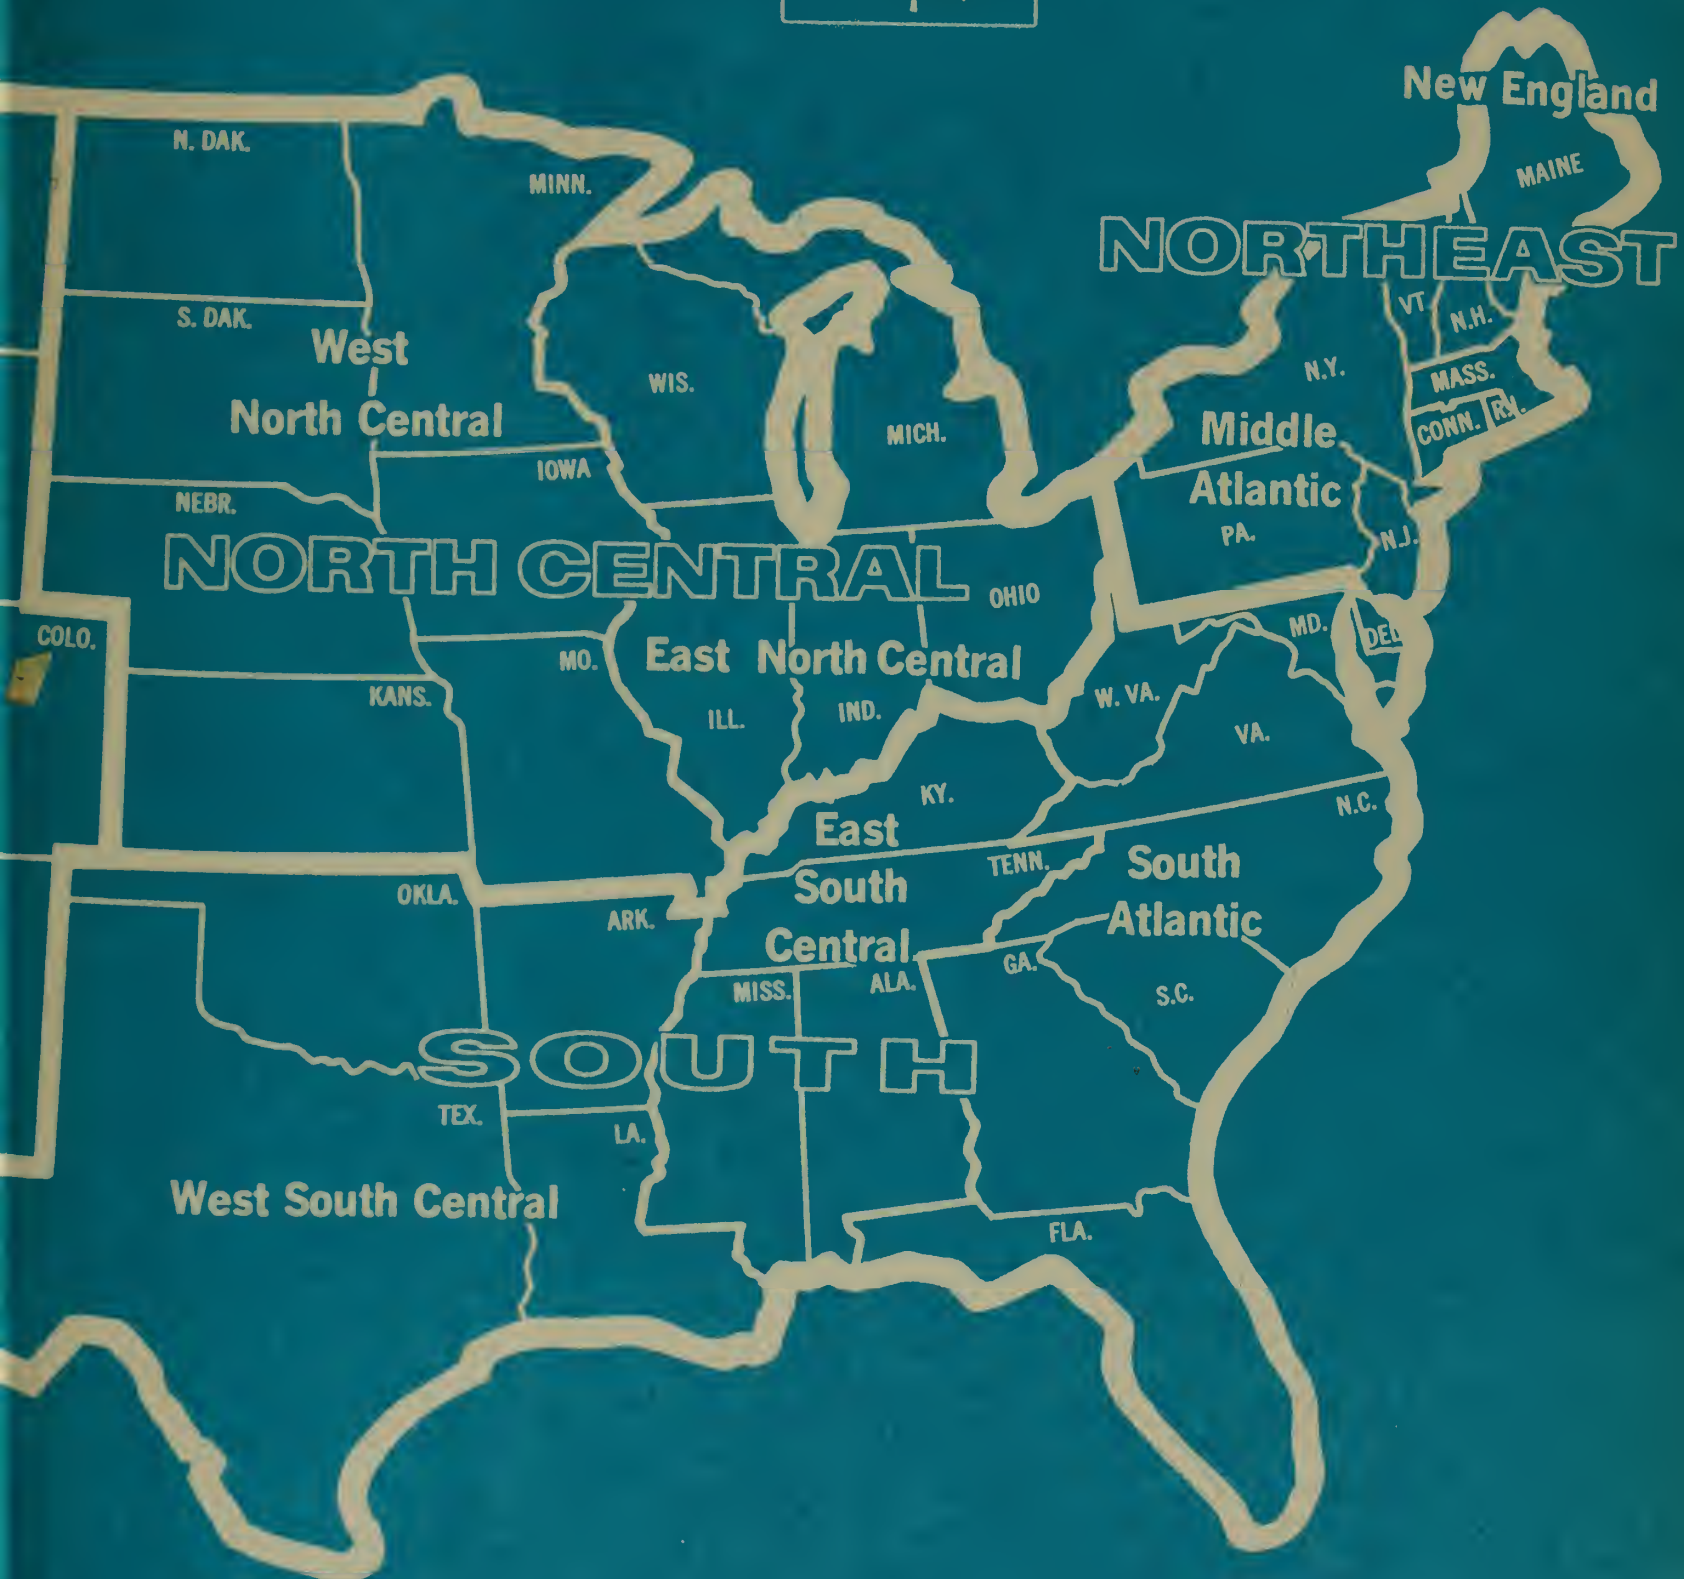 New England
MAINE
N. DAK.
MINN.
NORTHEAST
VT.
N.H.
S. DAK.
West
North Central
WIS.
MICH.
N.Y.
MASS.
CONN.
R.I.
Middle
Atlantic
PA.
N.J.
IOWA
NEBR.
NORTH CENTRAL
OHIO
MD.
DEL.
COLO.
MO.
East North Central
KANS.
ILL.
IND.
W. VA.
VA.
KY.
N.C.
East
South
Central
TENN.
South
Atlantic
OKLA.
ARK.
MISS.
ALA.
GA.
S.C.
SOUTH
TEX.
LA.
West South Central
FLA.